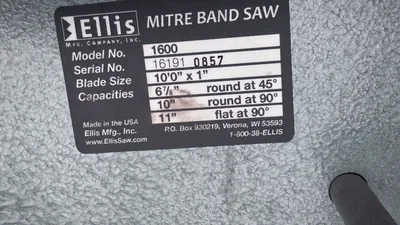 Ellis
MFG. COMPANY, INC.
MITRE BAND SAW
Model No. 1600
Serial No. 16191 0857
Blade Size 10'0" x 1"
Capacities 6⅞" round at 45°
10" round at 90°
11" flat at 90°
Made in the USA
Ellis Mfg., Inc.
www.EllisSaw.com
P.O. Box 930219, Verona, WI 53593
1-800-38-ELLIS